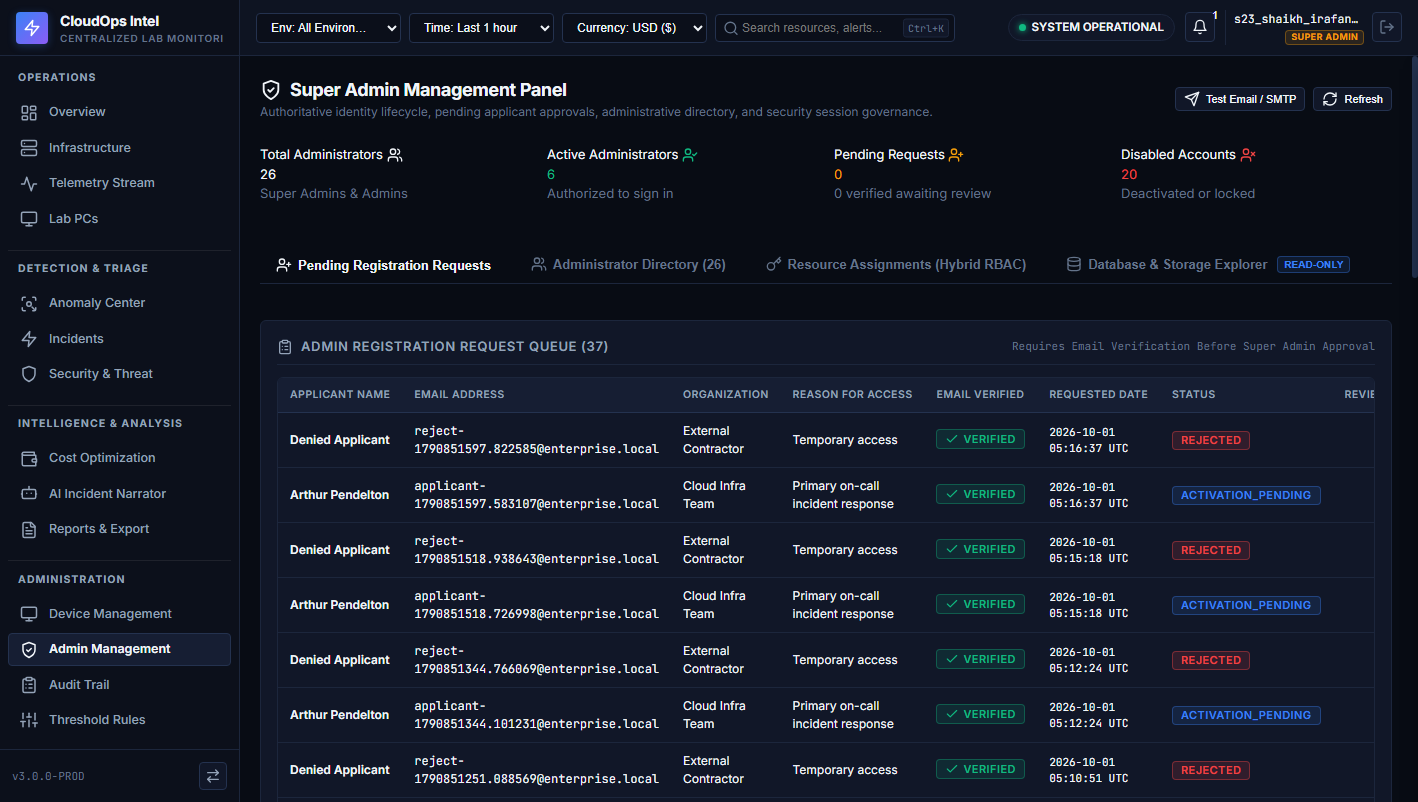 CloudOps Intel
CENTRALIZED LAB MONITORI
Env: All Environ...
Time: Last 1 hour
Currency: USD ($)
Search resources, alerts...
Ctrl+K
SYSTEM OPERATIONAL
1
s23_shaikh_irafan...
SUPER ADMIN
OPERATIONS
Overview
Infrastructure
Telemetry Stream
Lab PCs
DETECTION & TRIAGE
Anomaly Center
Incidents
Security & Threat
INTELLIGENCE & ANALYSIS
Cost Optimization
AI Incident Narrator
Reports & Export
ADMINISTRATION
Device Management
Admin Management
Audit Trail
Threshold Rules
v3.0.0-PROD
Super Admin Management Panel
Authoritative identity lifecycle, pending applicant approvals, administrative directory, and security session governance.
Test Email / SMTP
Refresh
Total Administrators
26
Super Admins & Admins
Active Administrators
6
Authorized to sign in
Pending Requests
0
0 verified awaiting review
Disabled Accounts
20
Deactivated or locked
Pending Registration Requests
Administrator Directory (26)
Resource Assignments (Hybrid RBAC)
Database & Storage Explorer
READ-ONLY
ADMIN REGISTRATION REQUEST QUEUE (37)
Requires Email Verification Before Super Admin Approval
APPLICANT NAME EMAIL ADDRESS ORGANIZATION REASON FOR ACCESS EMAIL VERIFIED REQUESTED DATE STATUS REVIE
Denied Applicant
reject-
1790851597.822585@enterprise.local
External
Contractor
Temporary access
VERIFIED
2026-10-01
05:16:37 UTC
REJECTED
Arthur Pendelton
applicant-
1790851597.583107@enterprise.local
Cloud Infra
Team
Primary on-call
incident response
VERIFIED
2026-10-01
05:16:37 UTC
ACTIVATION_PENDING
Denied Applicant
reject-
1790851518.938643@enterprise.local
External
Contractor
Temporary access
VERIFIED
2026-10-01
05:15:18 UTC
REJECTED
Arthur Pendelton
applicant-
1790851518.726998@enterprise.local
Cloud Infra
Team
Primary on-call
incident response
VERIFIED
2026-10-01
05:15:18 UTC
ACTIVATION_PENDING
Denied Applicant
reject-
1790851344.766069@enterprise.local
External
Contractor
Temporary access
VERIFIED
2026-10-01
05:12:24 UTC
REJECTED
Arthur Pendelton
applicant-
1790851344.101231@enterprise.local
Cloud Infra
Team
Primary on-call
incident response
VERIFIED
2026-10-01
05:12:24 UTC
ACTIVATION_PENDING
Denied Applicant
reject-
1790851251.088569@enterprise.local
External
Contractor
Temporary access
VERIFIED
2026-10-01
05:10:51 UTC
REJECTED